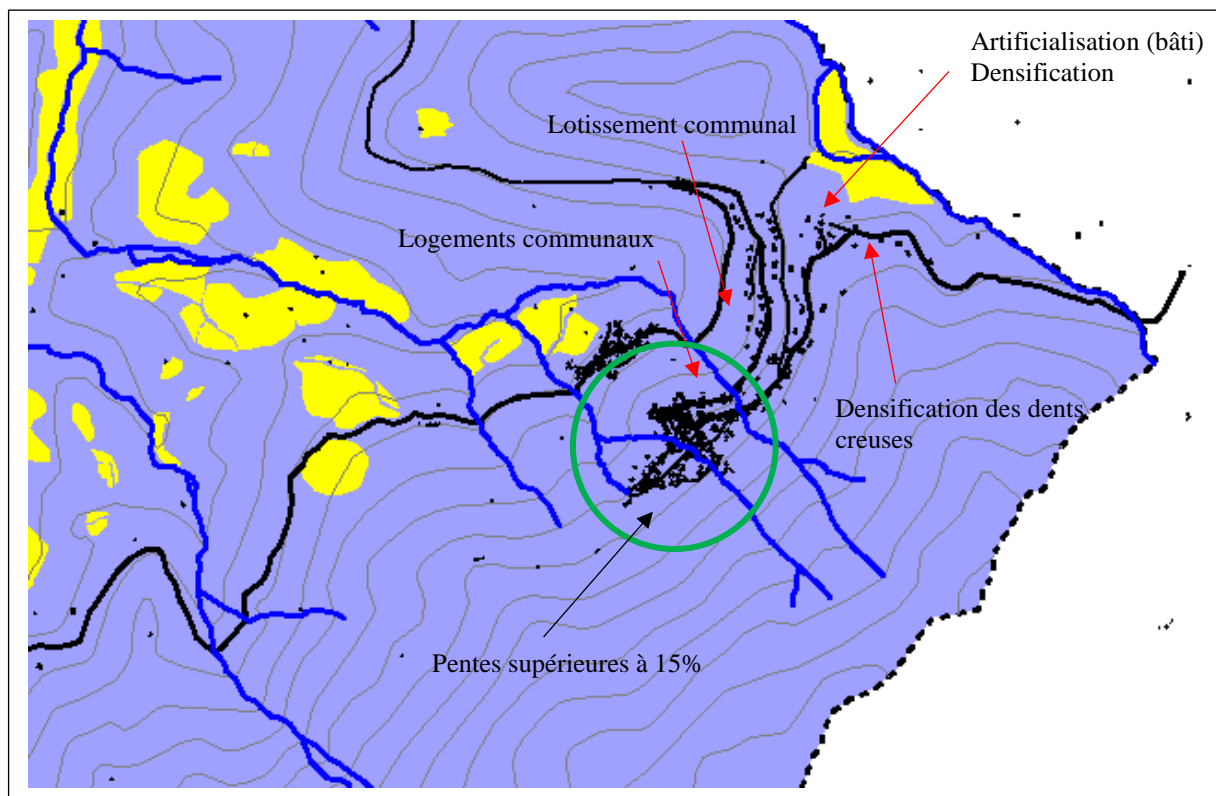 Artificialisation (bâti)
Densification
Lotissement communal
Logements communaux
Densification des dents
creuses
Pentes supérieures à 15%